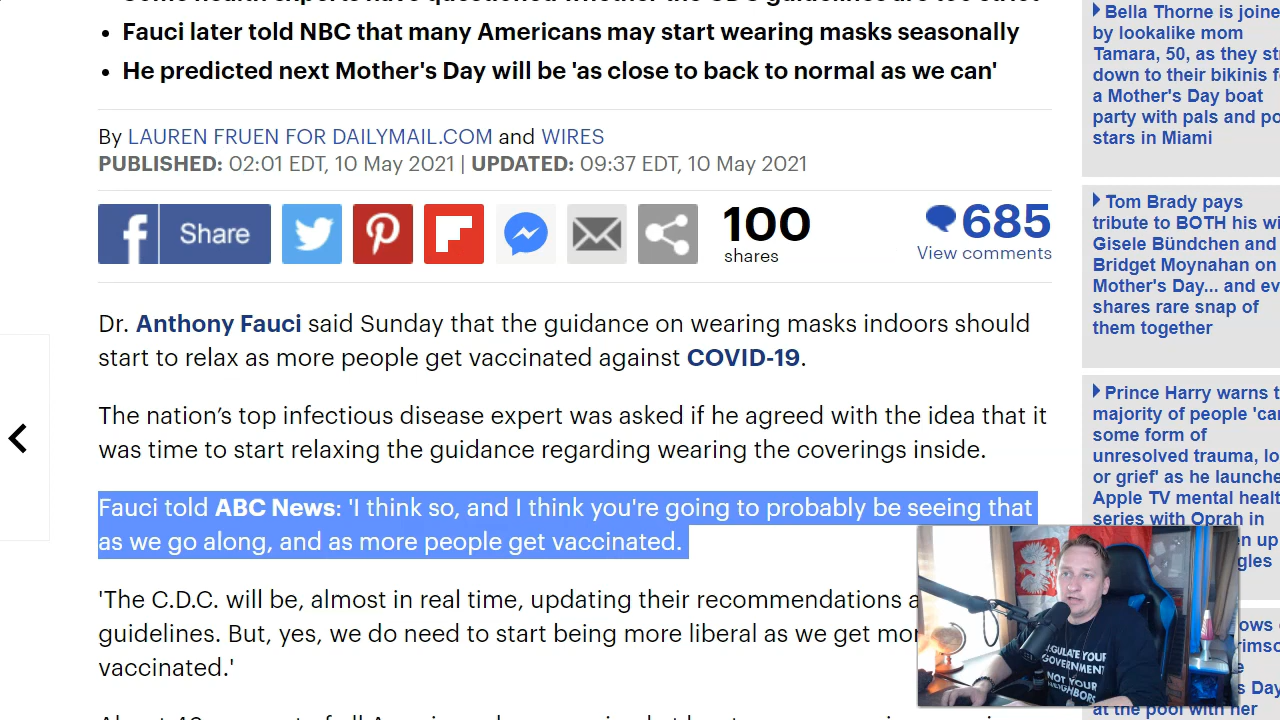 Fauci later told NBC that many Americans may start wearing masks seasonally
He predicted next Mother's Day will be 'as close to back to normal as we can'
By LAUREN FRUEN FOR DAILYMAIL.COM and WIRES
PUBLISHED: 02:01 EDT, 10 May 2021 | UPDATED: 09:37 EDT, 10 May 2021
f Share
100
shares
685
View comments
Dr. Anthony Fauci said Sunday that the guidance on wearing masks indoors should
start to relax as more people get vaccinated against COVID-19.
The nation’s top infectious disease expert was asked if he agreed with the idea that it
was time to start relaxing the guidance regarding wearing the coverings inside.
Fauci told ABC News: 'I think so, and I think you're going to probably be seeing that
as we go along, and as more people get vaccinated.
'The C.D.C. will be, almost in real time, updating their recommendations
guidelines. But, yes, we do need to start being more liberal as we get
vaccinated.'
Bella Thorne is joine
by lookalike mom
Tamara, 50, as they st
down to their bikinis f
a Mother's Day boat
party with pals and po
stars in Miami
Tom Brady pays
tribute to BOTH his wi
Gisele Bündchen and
Bridget Moynahan on
Mother's Day... and ev
shares rare snap of
them together
Prince Harry warns t
majority of people 'ca
some form of
unresolved trauma, lo
or grief' as he launche
Apple TV mental healt
series with Oprah in
n up
gles
ows
rimso
e
s Day
at the pool with her
GULATE YOUR
GOVERNMENT
NOT YOUR
NEIGHBORS